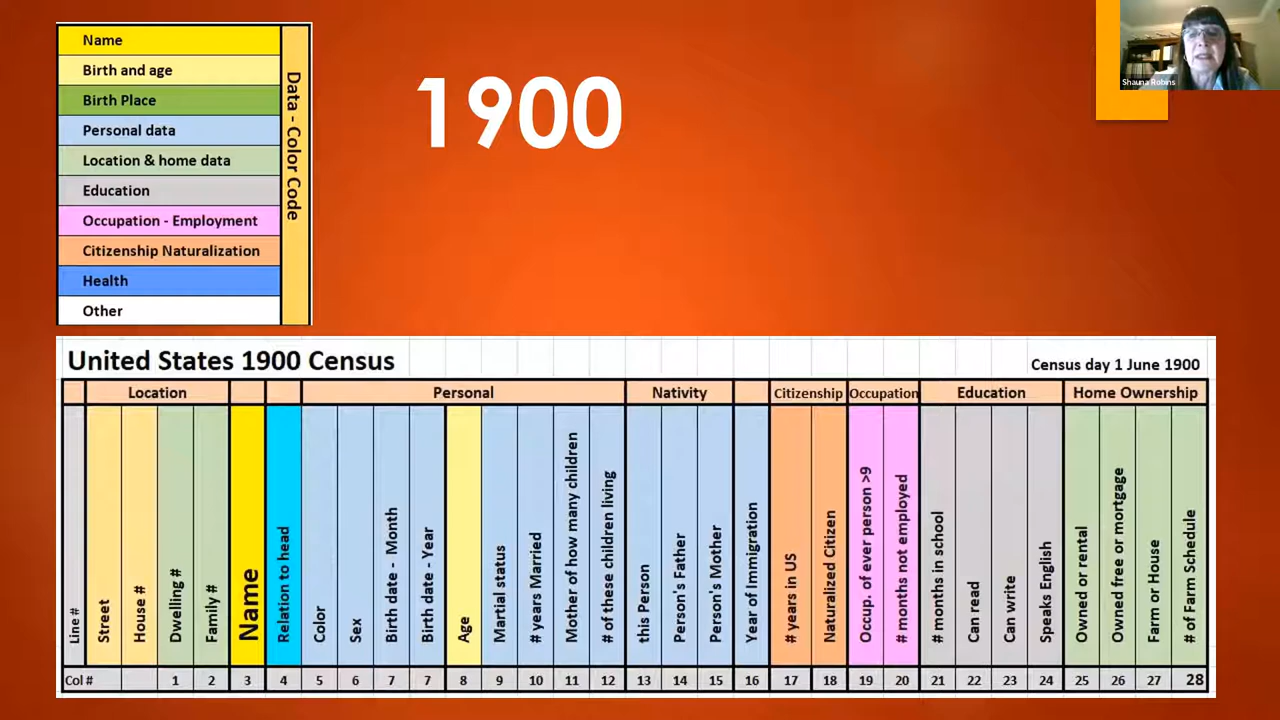 Name
Birth and age
Birth Place
Personal data
Location & home data
Education
Occupation - Employment
Citizenship Naturalization
Health
Other
Data - Color Code
1900
Shauna Robins
United States 1900 Census
Census day 1 June 1900
Location
Personal
Nativity
Citizenship
Occupation
Education
Home Ownership
Line #
Street
House #
Dwelling #
Family #
Name
Relation to head
Color
Sex
Birth date - Month
Birth date - Year
Age
Martial status
# years Married
Mother of how many children
# of these children living
this Person
Person's Father
Person's Mother
Year of Immigration
# years in US
Naturalized Citizen
Occup. of ever person >9
# months not employed
# months in school
Can read
Can write
Speaks English
Owned or rental
Owned free or mortgage
Farm or House
# of Farm Schedule
Col # 1 2 3 4 5 6 7 7 8 9 10 11 12 13 14 15 16 17 18 19 20 21 22 23 24 25 26 27 28